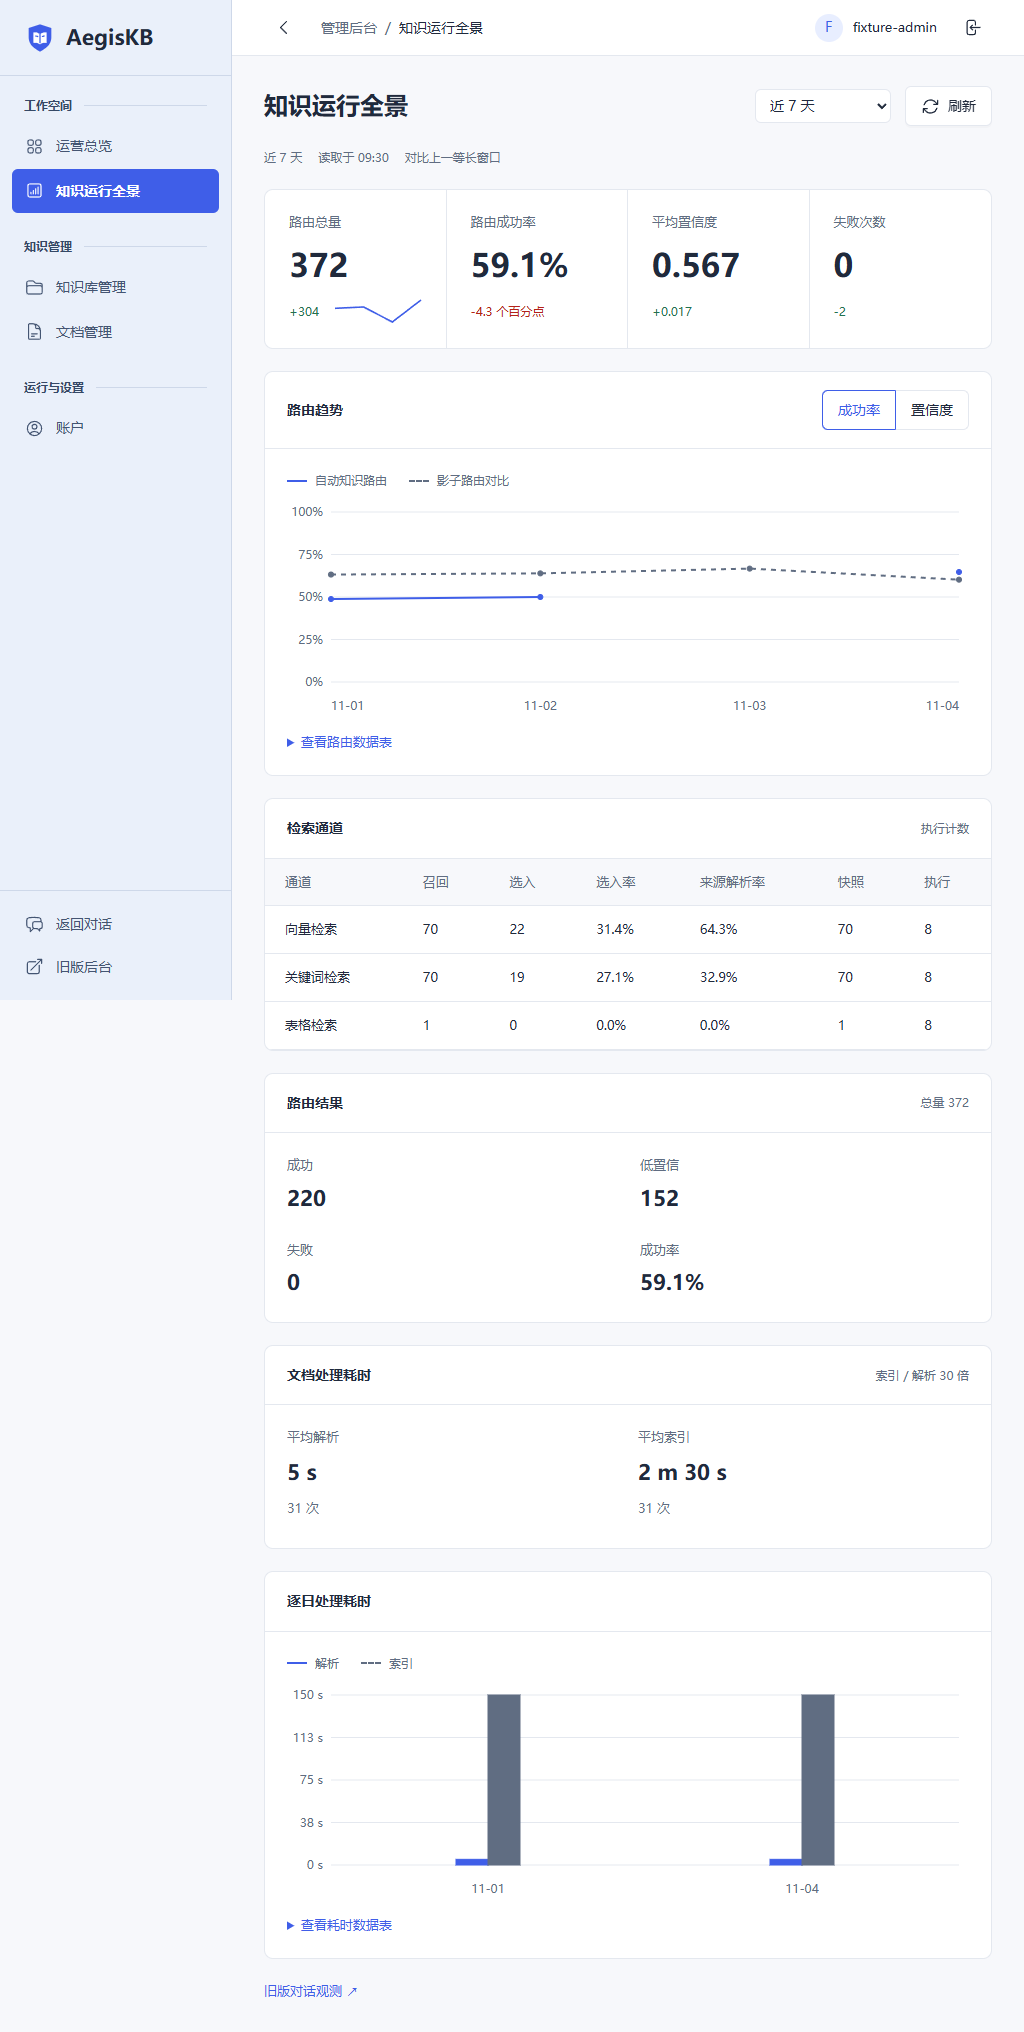 AegisKB
工作空间
运营总览
知识运行全景
知识管理
知识库管理
文档管理
运行与设置
账户
返回对话
旧版后台
管理后台 / 知识运行全景
F fixture-admin
知识运行全景
近 7 天
刷新
近 7 天 读取于 09:30 对比上一等长窗口
路由总量 路由成功率 平均置信度 失败次数
372 59.1% 0.567 0
+304 -4.3 个百分点 +0.017 -2
路由趋势
成功率 置信度
自动知识路由 影子路由对比
100%
75%
50%
25%
0%
11-01 11-02 11-03 11-04
查看路由数据表
检索通道 执行计数
通道 召回 选入 选入率 来源解析率 快照 执行
向量检索 70 22 31.4% 64.3% 70 8
关键词检索 70 19 27.1% 32.9% 70 8
表格检索 1 0 0.0% 0.0% 1 8
路由结果 总量 372
成功 低置信
220 152
失败 成功率
0 59.1%
文档处理耗时 索引 / 解析 30 倍
平均解析 平均索引
5 s 2 m 30 s
31 次 31 次
逐日处理耗时
解析 索引
150 s
113 s
75 s
38 s
0 s
11-01 11-04
查看耗时数据表
旧版对话观测 ↗